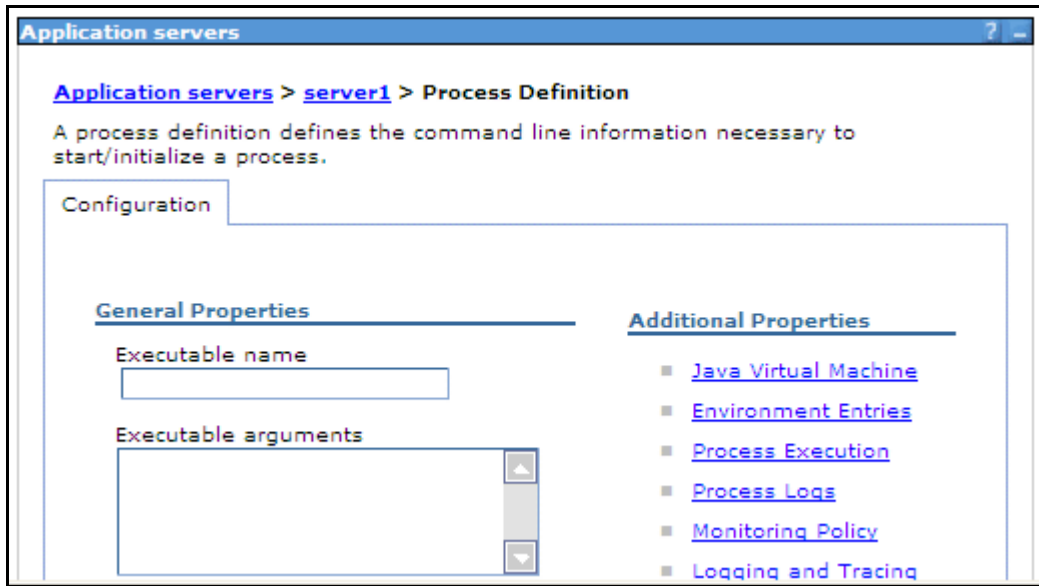 Application servers ? _
Application servers > server1 > Process Definition
A process definition defines the command line information necessary to
start/initialize a process.
Configuration
General Properties
Executable name
Executable arguments
Additional Properties
Java Virtual Machine
Environment Entries
Process Execution
Process Logs
Monitoring Policy
Logging and Tracing